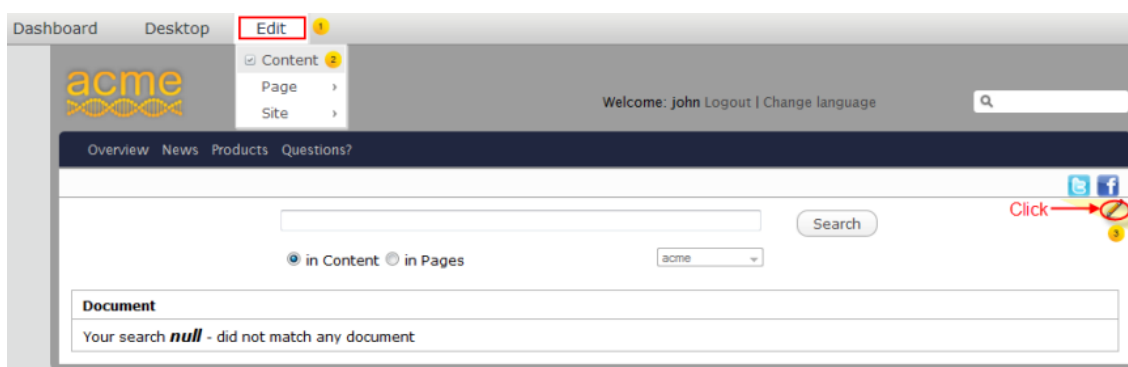 Dashboard Desktop Edit 1
Content 2
Page
Site
acme
Welcome: john Logout | Change language
Overview News Products Questions?
Click
3
Search
in Content in Pages
acme
Document
Your search null - did not match any document